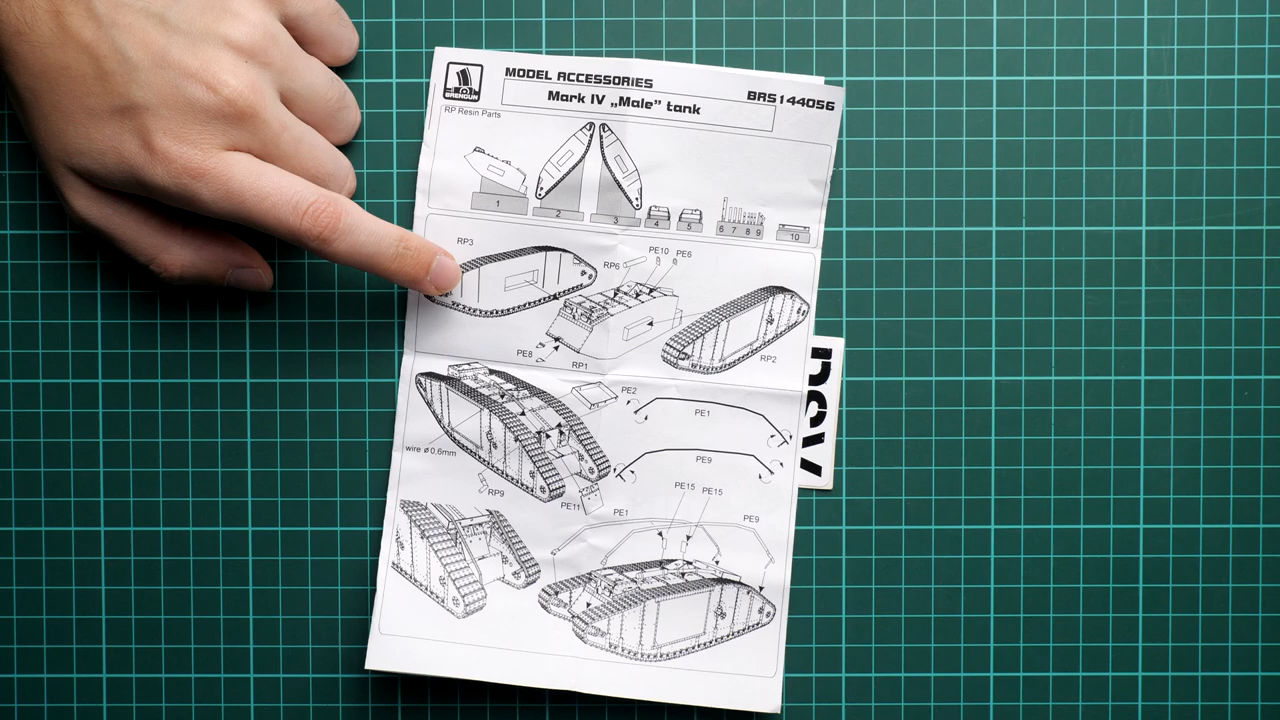 BRENGUN
MODEL ACCESSORIES
BRS144056
Mark IV „Male” tank
RP Resin Parts
1
2
3
4
5
6 7 8 9
10
RP3
RP6
PE10
PE6
PE8
RP1
RP2
PE2
PE1
wire ø 0,6mm
PE9
RP9
PE11
PE15 PE15
PE1
PE9